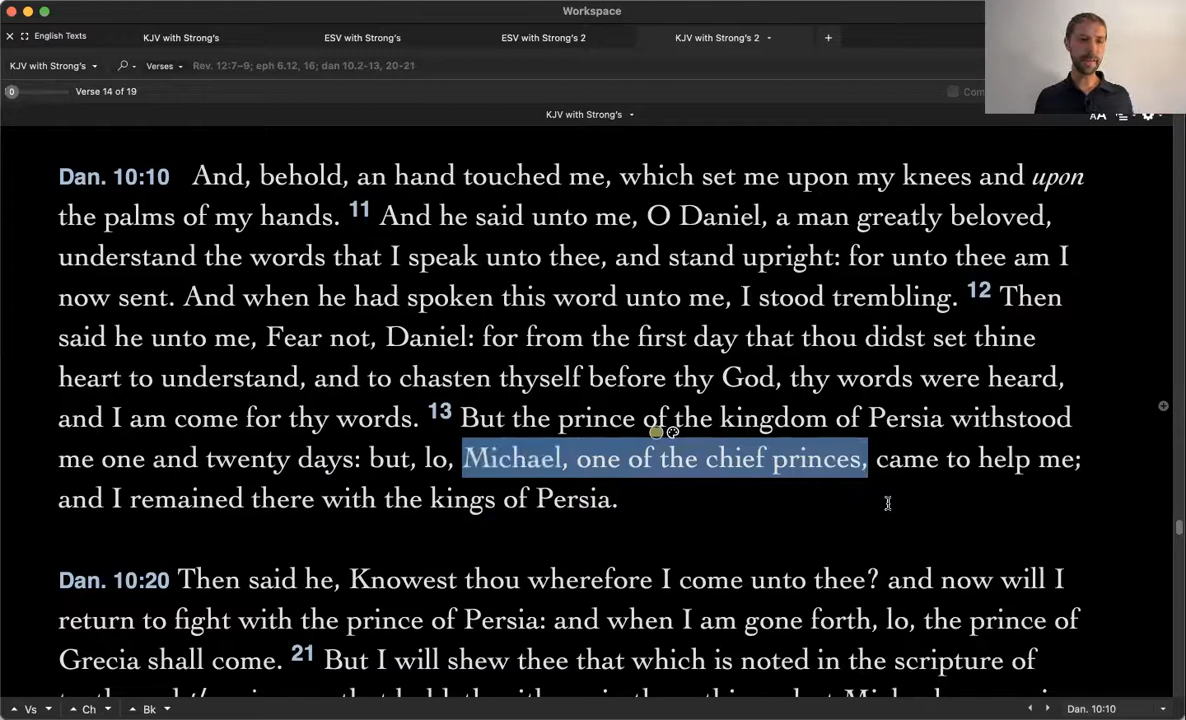 Workspace
English Texts
KJV with Strong's
ESV with Strong's
ESV with Strong's 2
KJV with Strong's 2
KJV with Strong's
Verses
Rev. 12:7–9; eph 6.12, 16; dan 10.2-13, 20-21
0
Verse 14 of 19
Com
KJV with Strong's
AA
Dan. 10:10 And, behold, an hand touched me, which set me upon my knees and upon
the palms of my hands. 11 And he said unto me, O Daniel, a man greatly beloved,
understand the words that I speak unto thee, and stand upright: for unto thee am I
now sent. And when he had spoken this word unto me, I stood trembling. 12 Then
said he unto me, Fear not, Daniel: for from the first day that thou didst set thine
heart to understand, and to chasten thyself before thy God, thy words were heard,
and I am come for thy words. 13 But the prince of the kingdom of Persia withstood
me one and twenty days: but, lo, Michael, one of the chief princes, came to help me;
and I remained there with the kings of Persia.
Dan. 10:20 Then said he, Knowest thou wherefore I come unto thee? and now will I
return to fight with the prince of Persia: and when I am gone forth, lo, the prince of
Grecia shall come. 21 But I will shew thee that which is noted in the scripture of
Vs
Ch
Bk
Dan. 10:10